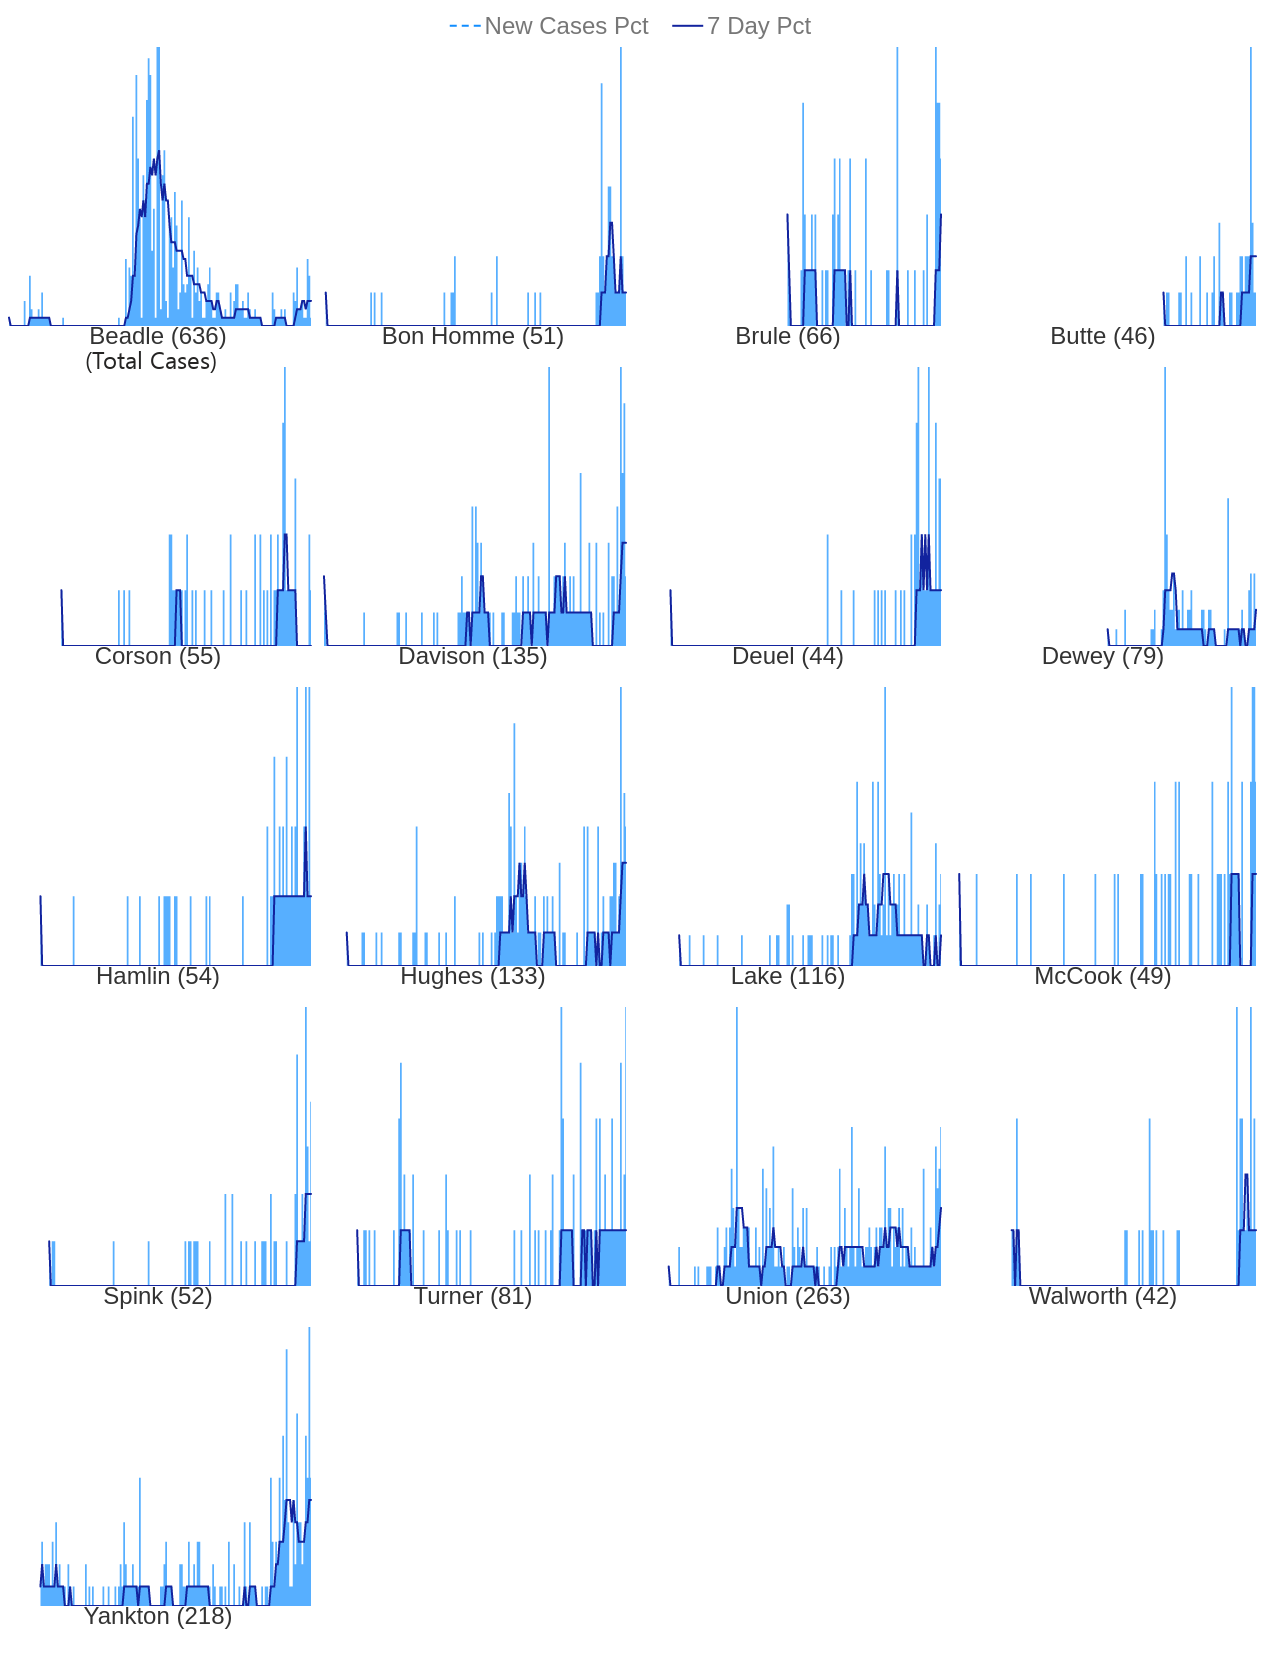 New Cases Pct 7 Day Pct
Beadle (636) Bon Homme (51) Brule (66) Butte (46)
(Total Cases)
Corson (55) Davison (135) Deuel (44) Dewey (79)
Hamlin (54) Hughes (133) Lake (116) McCook (49)
Spink (52) Turner (81) Union (263) Walworth (42)
Yankton (218)